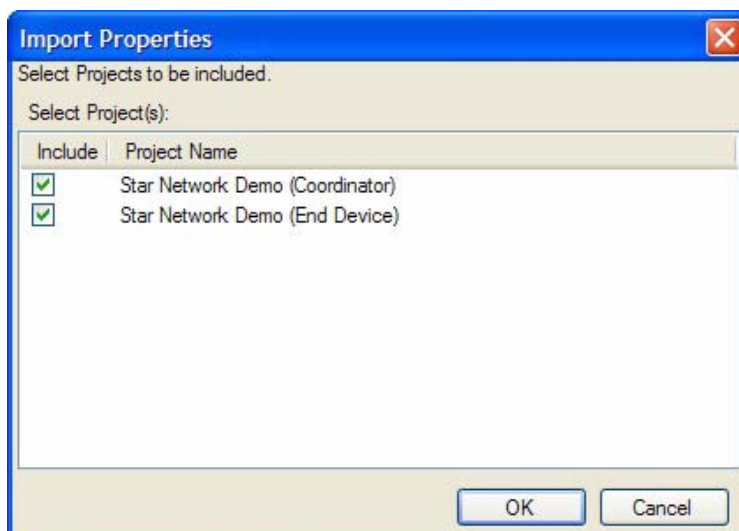 Import Properties
Select Projects to be included.
Select Project(s):
Include Project Name
Star Network Demo (Coordinator)
Star Network Demo (End Device)
OK Cancel